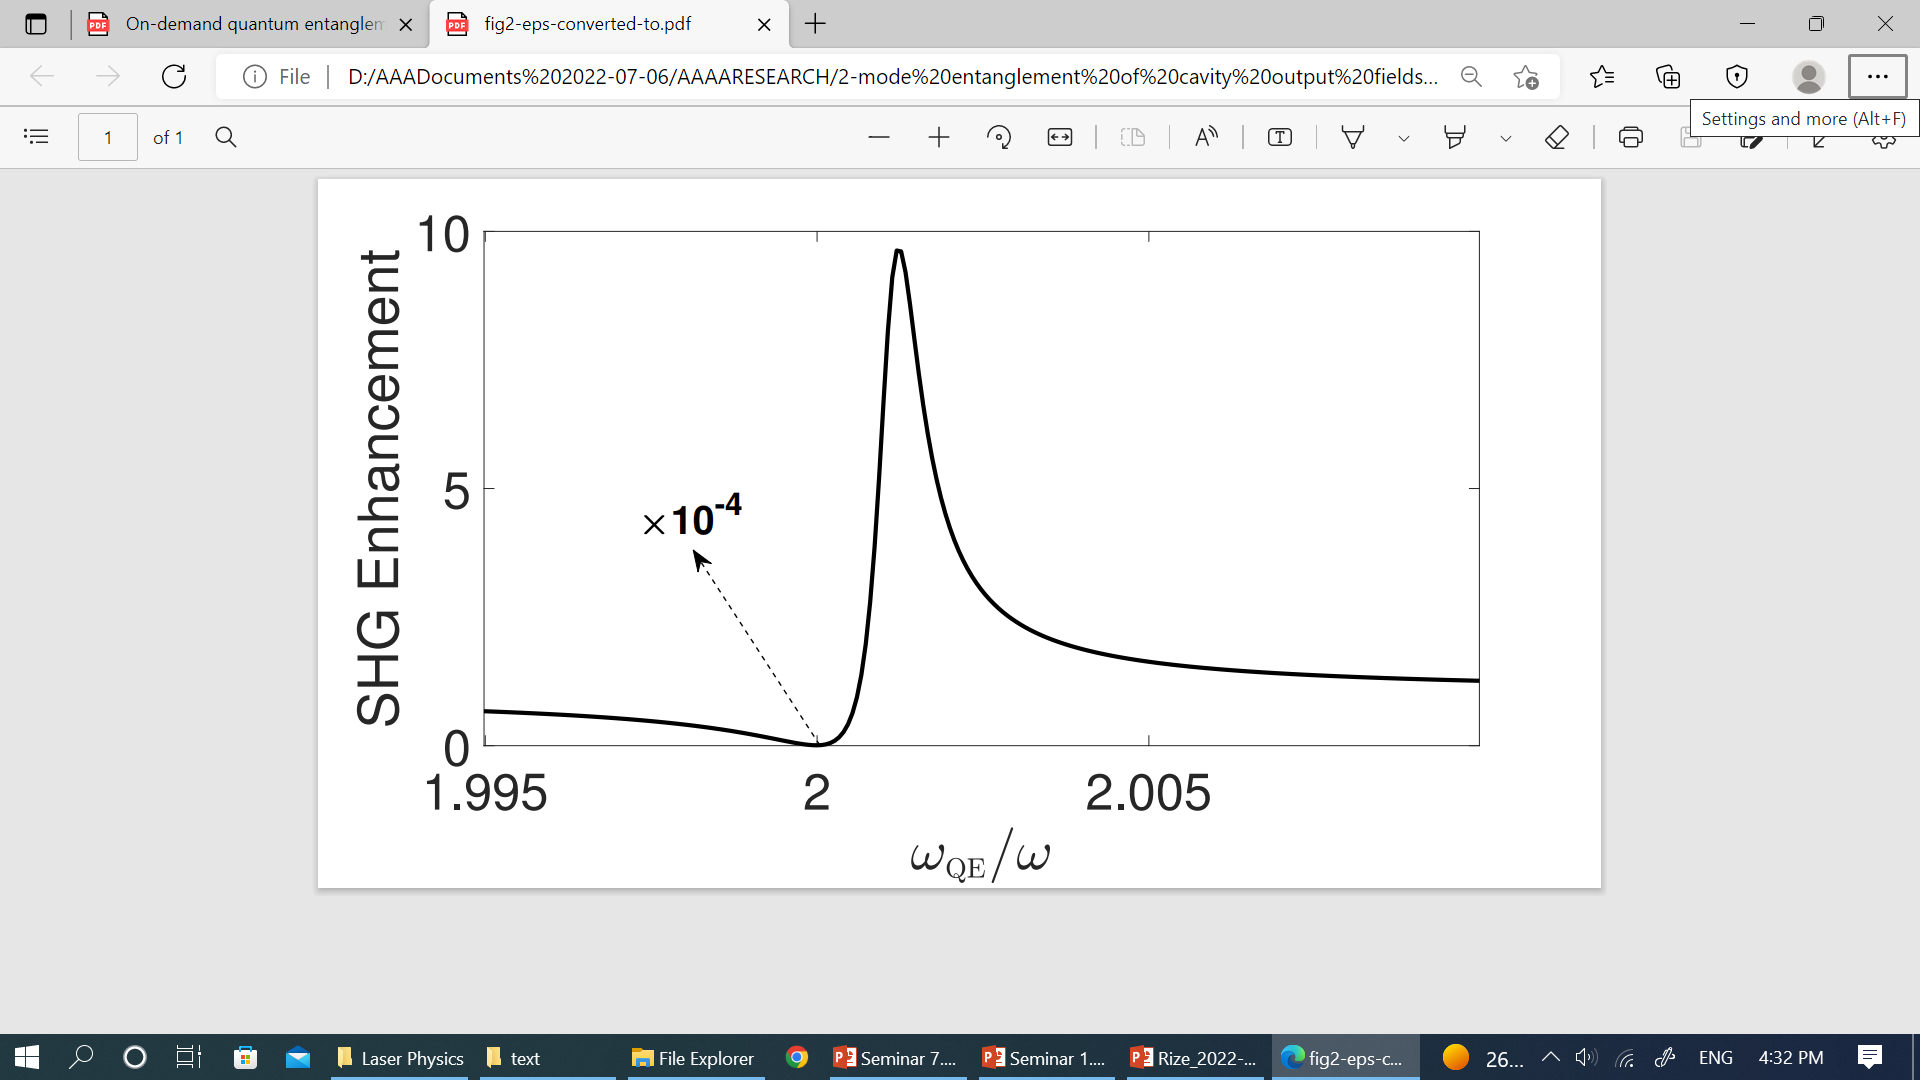 On-demand quantum entanglem
fig2-eps-converted-to.pdf
File
D:/AAADocuments%202022-07-06/AAAARESEARCH/2-mode%20entanglement%20of%20cavity%20output%20fields...
Settings and more (Alt+F)
1 of 1
SHG Enhancement
10
5
0
×10-4
1.995 2 2.005
ωQE/ω
Laser Physics
text
File Explorer
Seminar 7....
Seminar 1....
Rize_2022-...
fig2-eps-c...
26...
ENG
4:32 PM